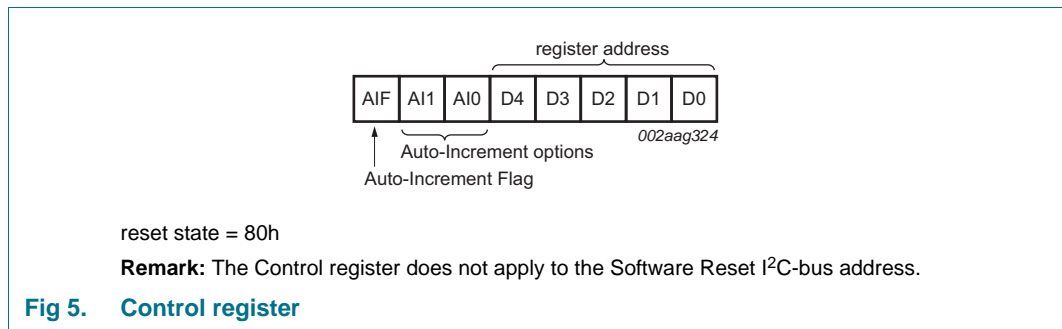 register address
AIF AI1 AI0 D4 D3 D2 D1 D0
002aag324
Auto-Increment options
Auto-Increment Flag
reset state = 80h
Remark: The Control register does not apply to the Software Reset I²C-bus address.
Fig 5. Control register